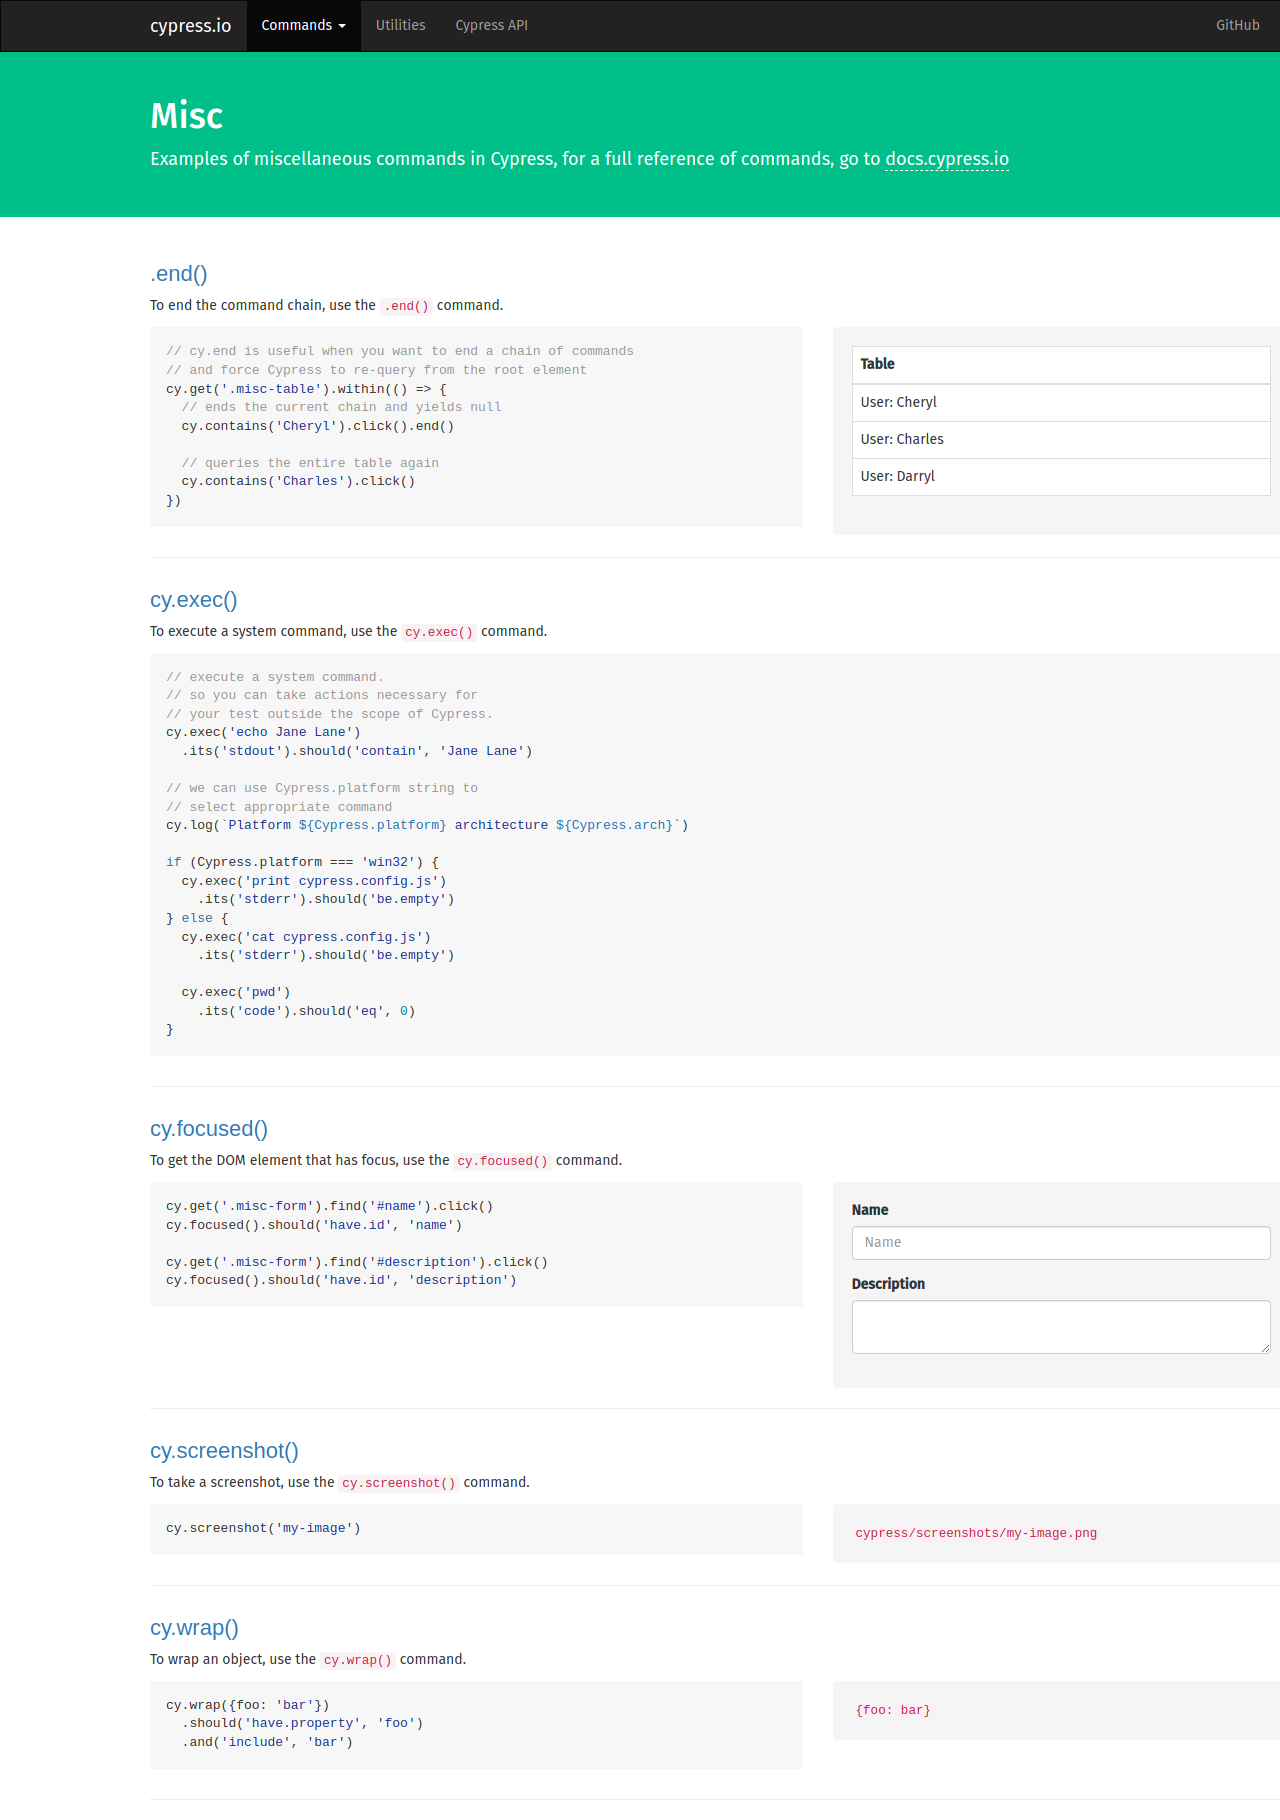 cypress.io Commands Utilities Cypress API GitHub
Misc
Examples of miscellaneous commands in Cypress, for a full reference of commands, go to docs.cypress.io
.end()
To end the command chain, use the .end() command.
// cy.end is useful when you want to end a chain of commands
// and force Cypress to re-query from the root element
cy.get('.misc-table').within(() => {
  // ends the current chain and yields null
  cy.contains('Cheryl').click().end()
  // queries the entire table again
  cy.contains('Charles').click()
})
Table
User: Cheryl
User: Charles
User: Darryl
cy.exec()
To execute a system command, use the cy.exec() command.
// execute a system command.
// so you can take actions necessary for
// your test outside the scope of Cypress.
cy.exec('echo Jane Lane')
  .its('stdout').should('contain', 'Jane Lane')
// we can use Cypress.platform string to
// select appropriate command
cy.log(`Platform ${Cypress.platform} architecture ${Cypress.arch}`)
if (Cypress.platform === 'win32') {
  cy.exec('print cypress.config.js')
    .its('stderr').should('be.empty')
} else {
  cy.exec('cat cypress.config.js')
    .its('stderr').should('be.empty')
  cy.exec('pwd')
    .its('code').should('eq', 0)
}
cy.focused()
To get the DOM element that has focus, use the cy.focused() command.
cy.get('.misc-form').find('#name').click()
cy.focused().should('have.id', 'name')
cy.get('.misc-form').find('#description').click()
cy.focused().should('have.id', 'description')
Name
Name
Description
cy.screenshot()
To take a screenshot, use the cy.screenshot() command.
cy.screenshot('my-image')
cypress/screenshots/my-image.png
cy.wrap()
To wrap an object, use the cy.wrap() command.
cy.wrap({foo: 'bar'})
  .should('have.property', 'foo')
  .and('include', 'bar')
{foo: bar}